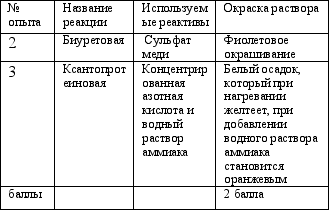 № Название Используем Окраска раствора
опыта реакции ые реактивы
2 Биуретовая Сульфат Фиолетовое
меди окрашивание
3 Ксантопрот Концентрир Белый осадок,
еиновая ованная который при
азотная нагревании
кислота и желтеет, при
водный добавлении
раствор водного раствора
аммиака аммиака
становится
оранжевым
баллы 2 балла